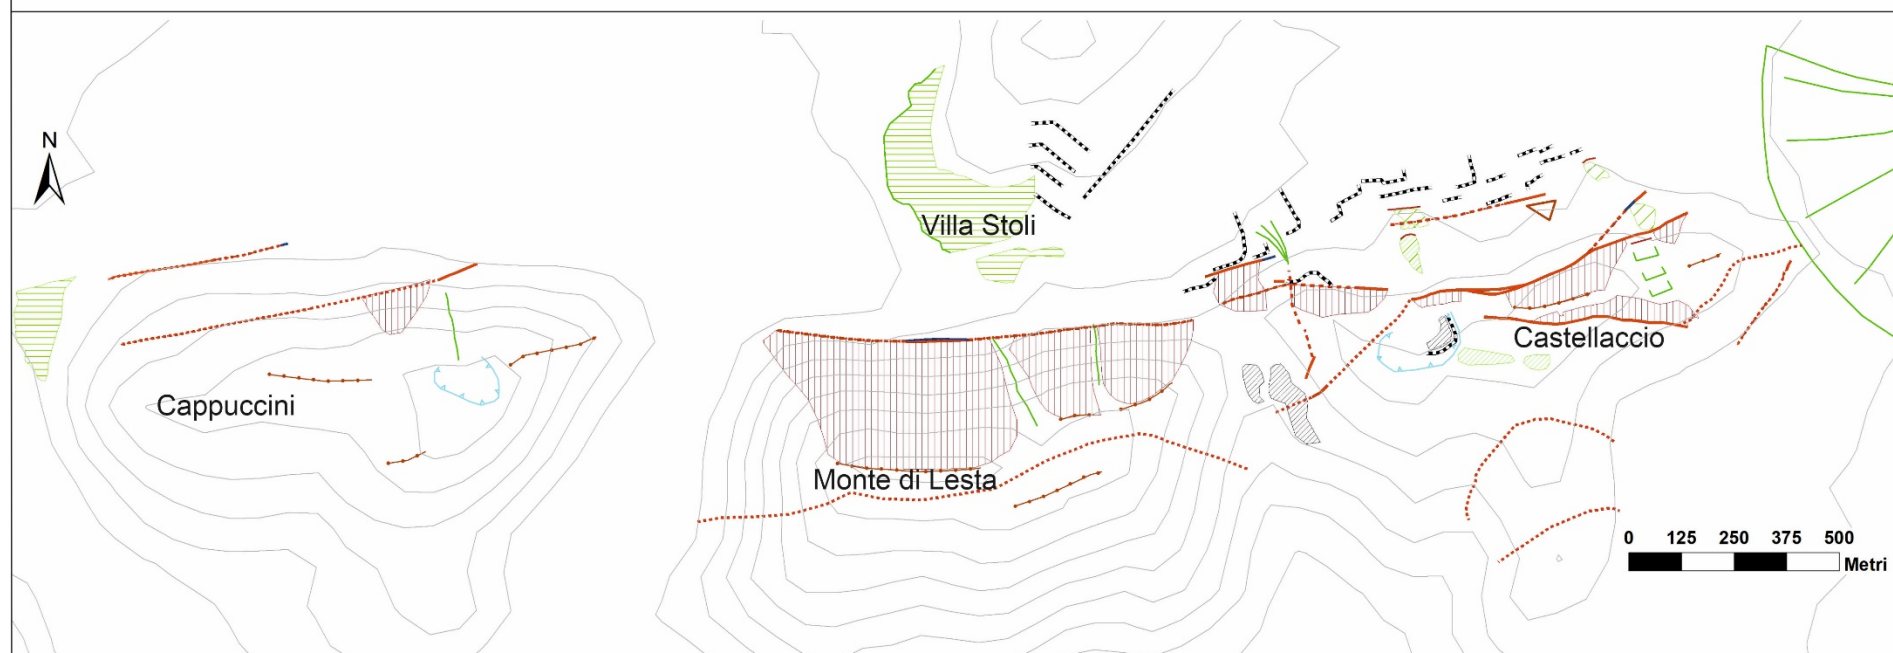 N
Villa Stoli
Castellaccio
Cappuccini
Monte di Lesta
0 125 250 375 500
Metri